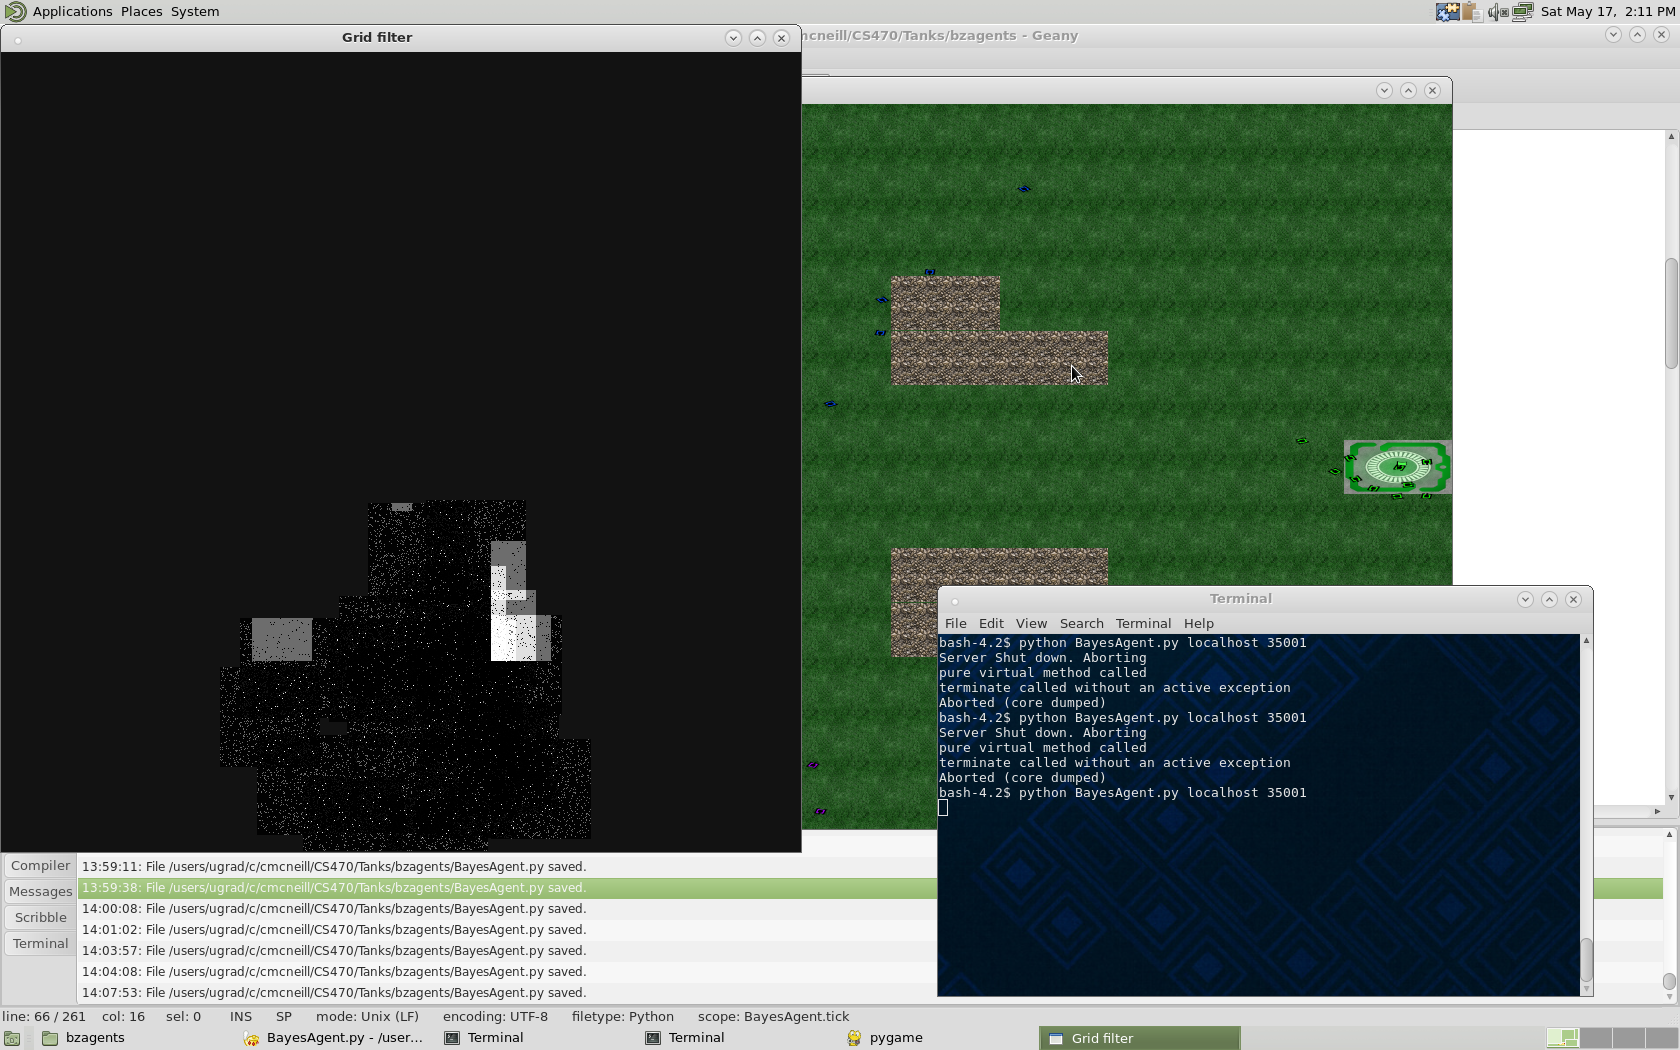 Applications Places System
Sat May 17, 2:11 PM
Grid filter
mcneill/CS470/Tanks/bzagents - Geany
Terminal
File Edit View Search Terminal Help
bash-4.2$ python BayesAgent.py localhost 35001
Server Shut down. Aborting
pure virtual method called
terminate called without an active exception
Aborted (core dumped)
bash-4.2$ python BayesAgent.py localhost 35001
Server Shut down. Aborting
pure virtual method called
terminate called without an active exception
Aborted (core dumped)
bash-4.2$ python BayesAgent.py localhost 35001
Compiler
Messages
Scribble
Terminal
13:59:11: File /users/ugrad/c/cmcneill/CS470/Tanks/bzagents/BayesAgent.py saved.
13:59:38: File /users/ugrad/c/cmcneill/CS470/Tanks/bzagents/BayesAgent.py saved.
14:00:08: File /users/ugrad/c/cmcneill/CS470/Tanks/bzagents/BayesAgent.py saved.
14:01:02: File /users/ugrad/c/cmcneill/CS470/Tanks/bzagents/BayesAgent.py saved.
14:03:57: File /users/ugrad/c/cmcneill/CS470/Tanks/bzagents/BayesAgent.py saved.
14:04:08: File /users/ugrad/c/cmcneill/CS470/Tanks/bzagents/BayesAgent.py saved.
14:07:53: File /users/ugrad/c/cmcneill/CS470/Tanks/bzagents/BayesAgent.py saved.
line: 66 / 261 col: 16 sel: 0 INS SP mode: Unix (LF) encoding: UTF-8 filetype: Python scope: BayesAgent.tick
bzagents BayesAgent.py - /user... Terminal Terminal pygame Grid filter